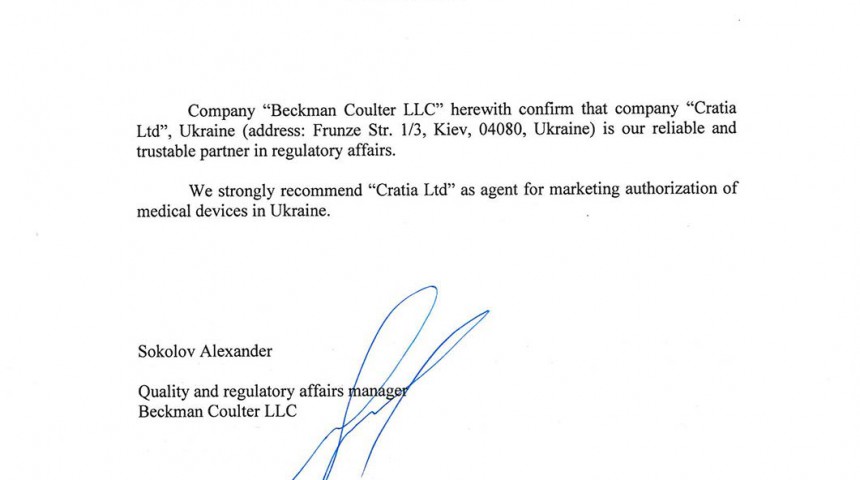 Company “Beckman Coulter LLC” herewith confirm that company “Cratia
Ltd”, Ukraine (address: Frunze Str. 1/3, Kiev, 04080, Ukraine) is our reliable and
trustable partner in regulatory affairs.
We strongly recommend “Cratia Ltd” as agent for marketing authorization of
medical devices in Ukraine.
Sokolov Alexander
Quality and regulatory affairs manager
Beckman Coulter LLC